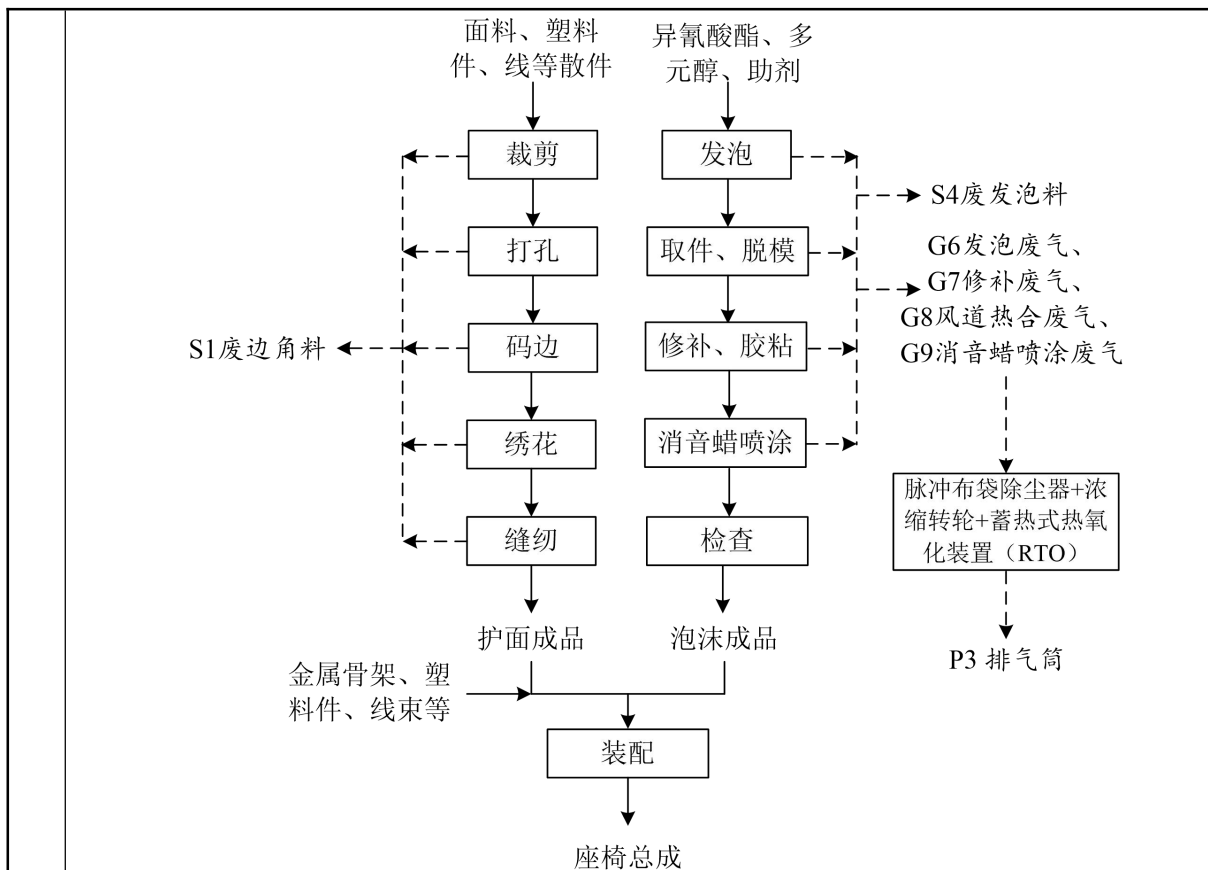 面料、塑料
件、线等散件
异氰酸酯、多
元醇、助剂
裁剪
发泡
S4废发泡料
打孔
取件、脱模
G6发泡废气、
G7修补废气、
G8风道热合废气、
G9消音蜡喷涂废气
S1废边角料
码边
修补、胶粘
绣花
消音蜡喷涂
脉冲布袋除尘器+浓
缩转轮+蓄热式热氧
化装置（RTO）
缝纫
检查
护面成品
泡沫成品
P3 排气筒
金属骨架、塑
料件、线束等
装配
座椅总成